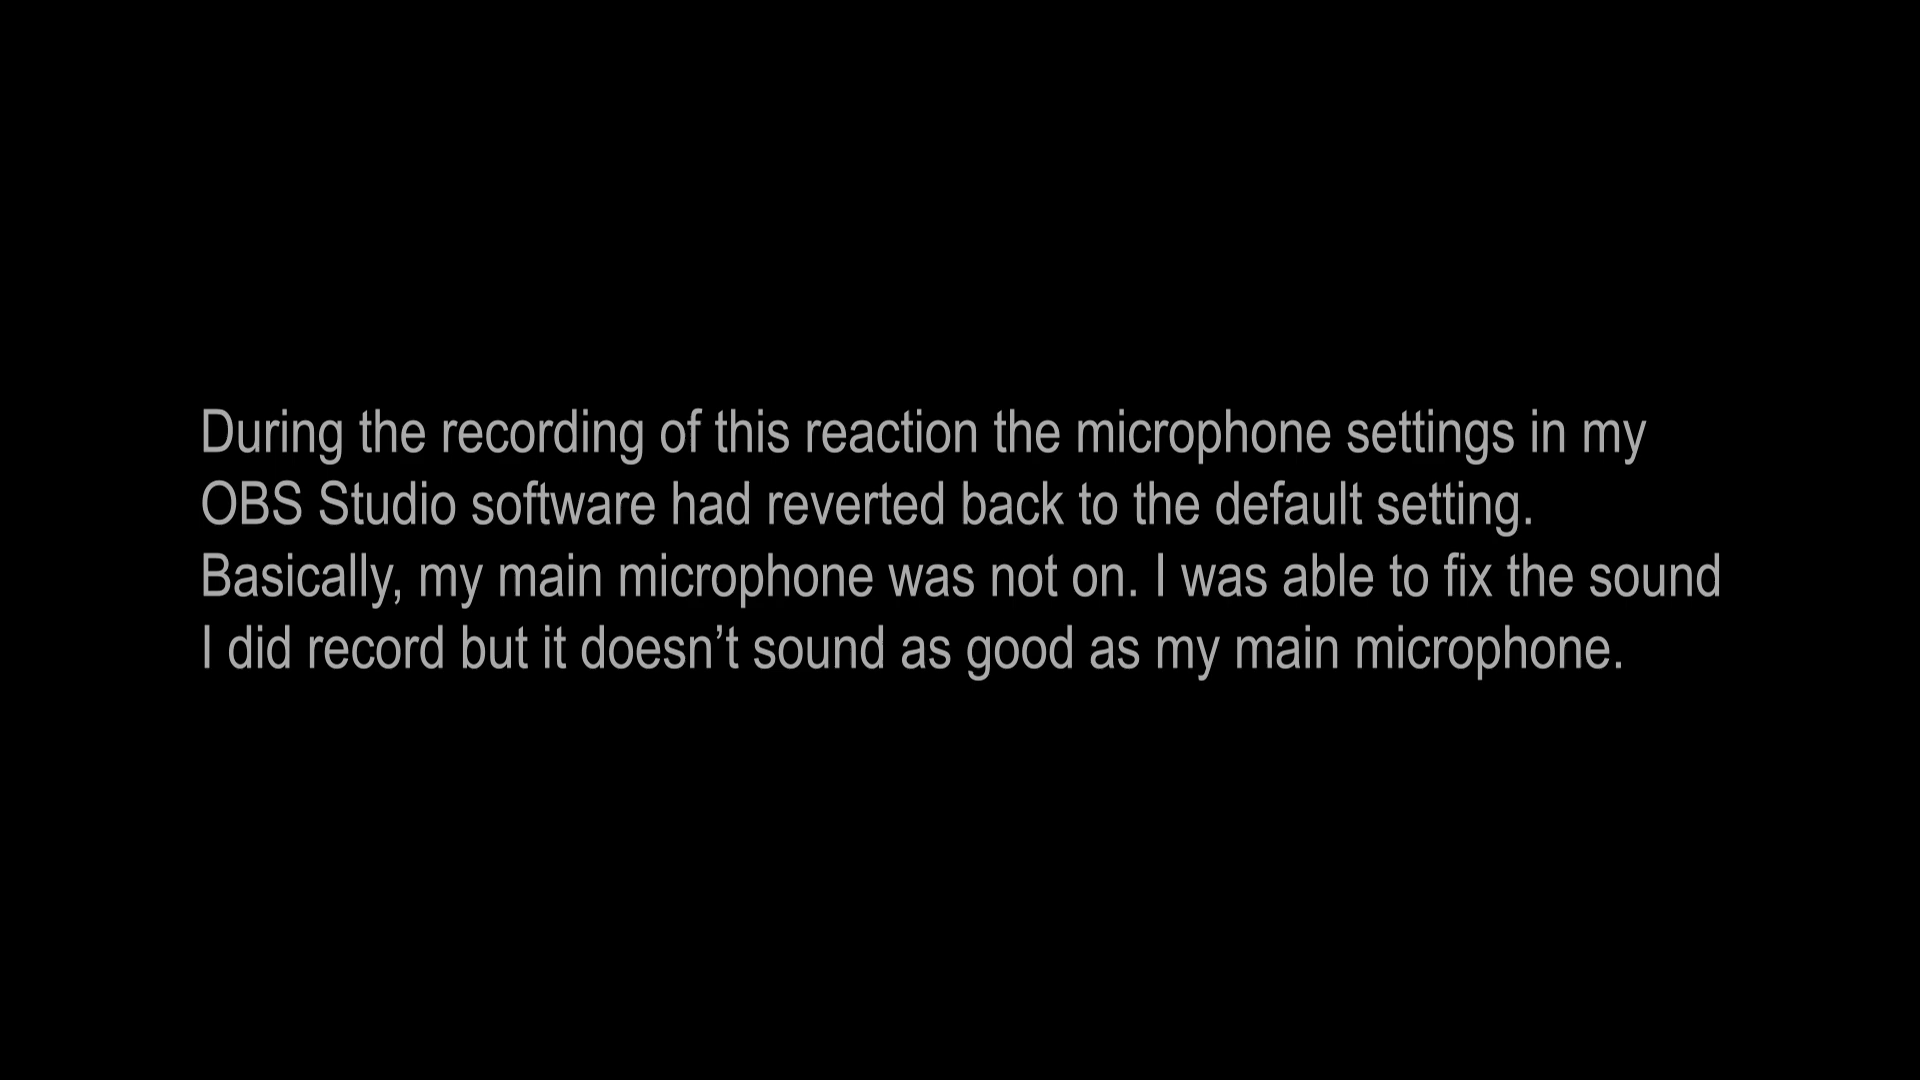 During the recording of this reaction the microphone settings in my
OBS Studio software had reverted back to the default setting.
Basically, my main microphone was not on. I was able to fix the sound
I did record but it doesn’t sound as good as my main microphone.